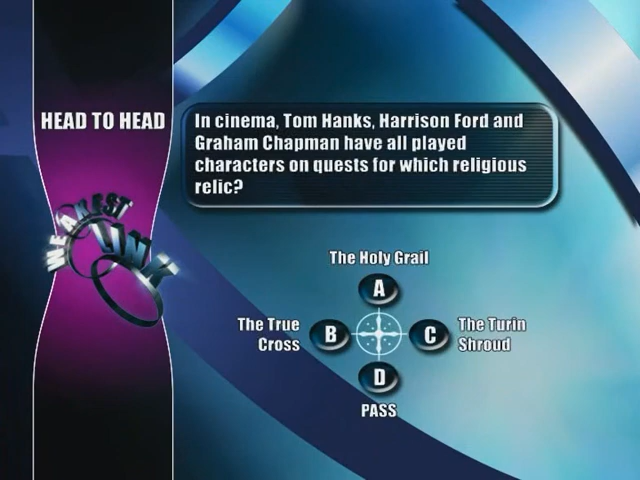 HEAD TO HEAD
WEAKEST
LINK
In cinema, Tom Hanks, Harrison Ford and
Graham Chapman have all played
characters on quests for which religious
relic?
The Holy Grail
A
The True
Cross
B
C
The Turin
Shroud
D
PASS